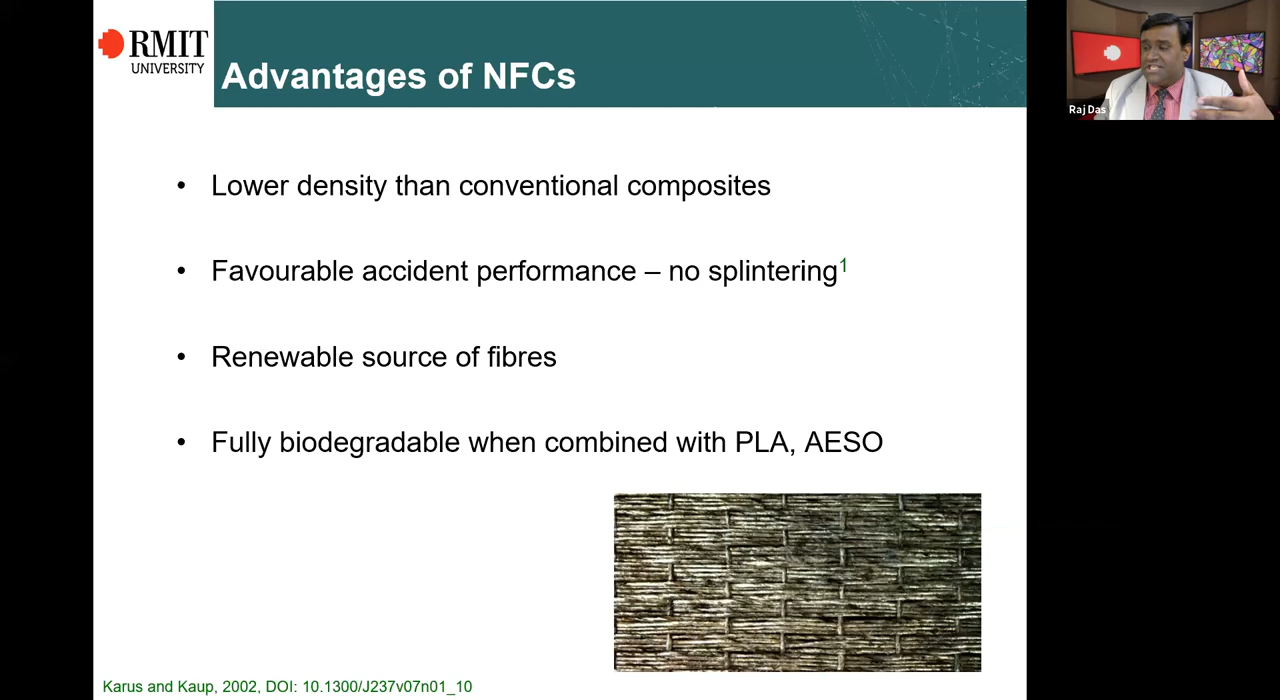 RMIT
UNIVERSITY
Advantages of NFCs
Raj Das
• Lower density than conventional composites
• Favourable accident performance – no splintering¹
• Renewable source of fibres
• Fully biodegradable when combined with PLA, AESO
Karus and Kaup, 2002, DOI: 10.1300/J237v07n01_10